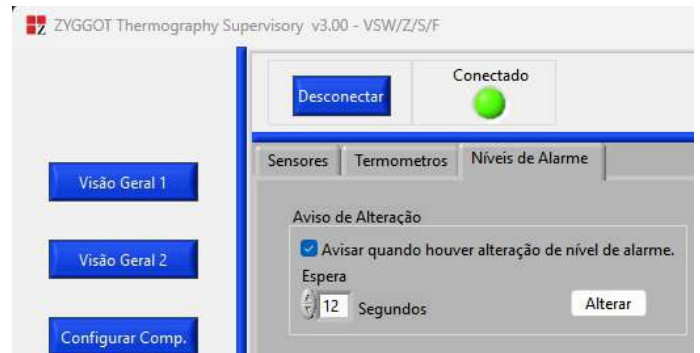 ZYGGOT Thermography Supervisory v3.00 - VSW/Z/S/F
Desconectar
Conectado
Sensores
Termometros
Níveis de Alarme
Visão Geral 1
Visão Geral 2
Configurar Comp.
Aviso de Alteração
Avisar quando houver alteração de nível de alarme.
Espera
12 Segundos
Alterar